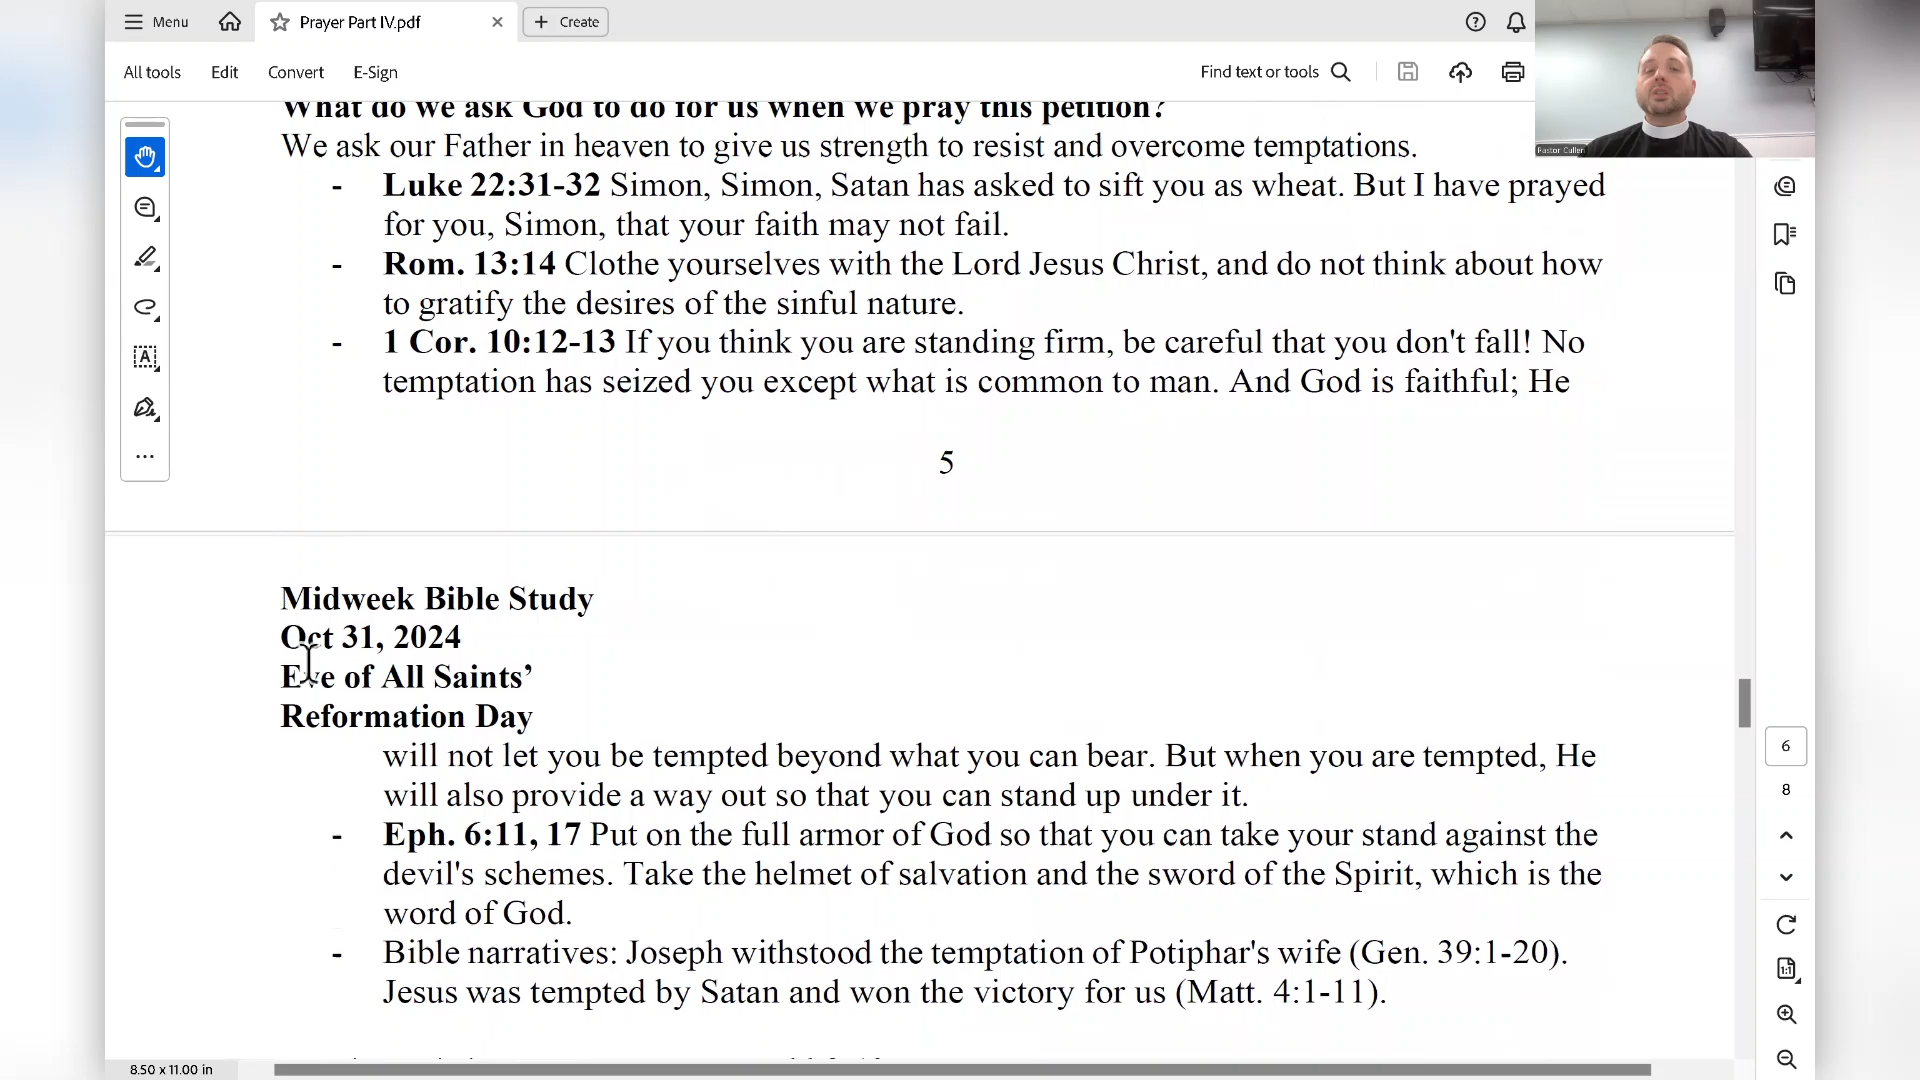 Menu
Prayer Part IV.pdf
Create
All tools
Edit
Convert
E-Sign
Find text or tools
Pastor Cullen
What do we ask God to do for us when we pray this petition?
We ask our Father in heaven to give us strength to resist and overcome temptations.
- Luke 22:31-32 Simon, Simon, Satan has asked to sift you as wheat. But I have prayed
for you, Simon, that your faith may not fail.
- Rom. 13:14 Clothe yourselves with the Lord Jesus Christ, and do not think about how
to gratify the desires of the sinful nature.
- 1 Cor. 10:12-13 If you think you are standing firm, be careful that you don't fall! No
temptation has seized you except what is common to man. And God is faithful; He
5
Midweek Bible Study
Oct 31, 2024
Eve of All Saints’
Reformation Day
will not let you be tempted beyond what you can bear. But when you are tempted, He
will also provide a way out so that you can stand up under it.
- Eph. 6:11, 17 Put on the full armor of God so that you can take your stand against the
devil's schemes. Take the helmet of salvation and the sword of the Spirit, which is the
word of God.
- Bible narratives: Joseph withstood the temptation of Potiphar's wife (Gen. 39:1-20).
Jesus was tempted by Satan and won the victory for us (Matt. 4:1-11).
6
8
1:1
8.50 x 11.00 in